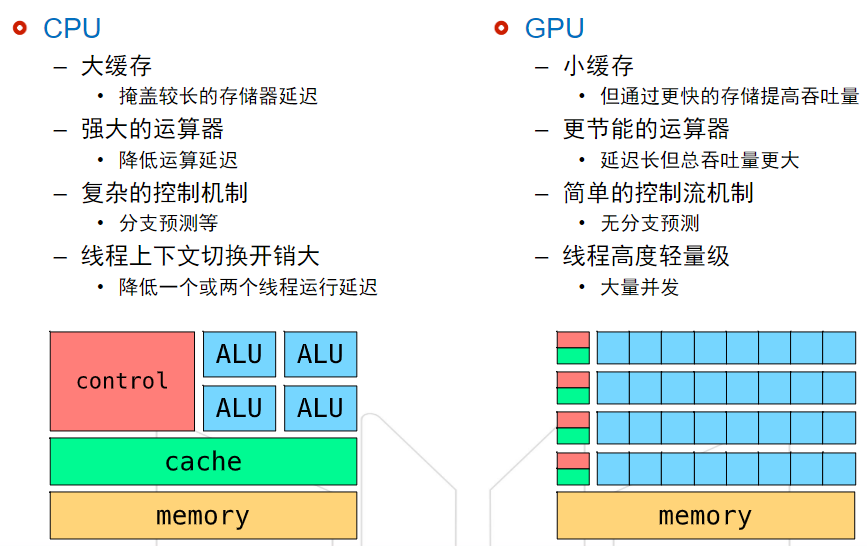 CPU
– 大缓存
• 掩盖较长的存储器延迟
– 强大的运算器
• 降低运算延迟
– 复杂的控制机制
• 分支预测等
– 线程上下文切换开销大
• 降低一个或两个线程运行延迟
GPU
– 小缓存
• 但通过更快的存储提高吞吐量
– 更节能的运算器
• 延迟长但总吞吐量更大
– 简单的控制流机制
• 无分支预测
– 线程高度轻量级
• 大量并发
control
ALU ALU
ALU ALU
cache
memory
memory